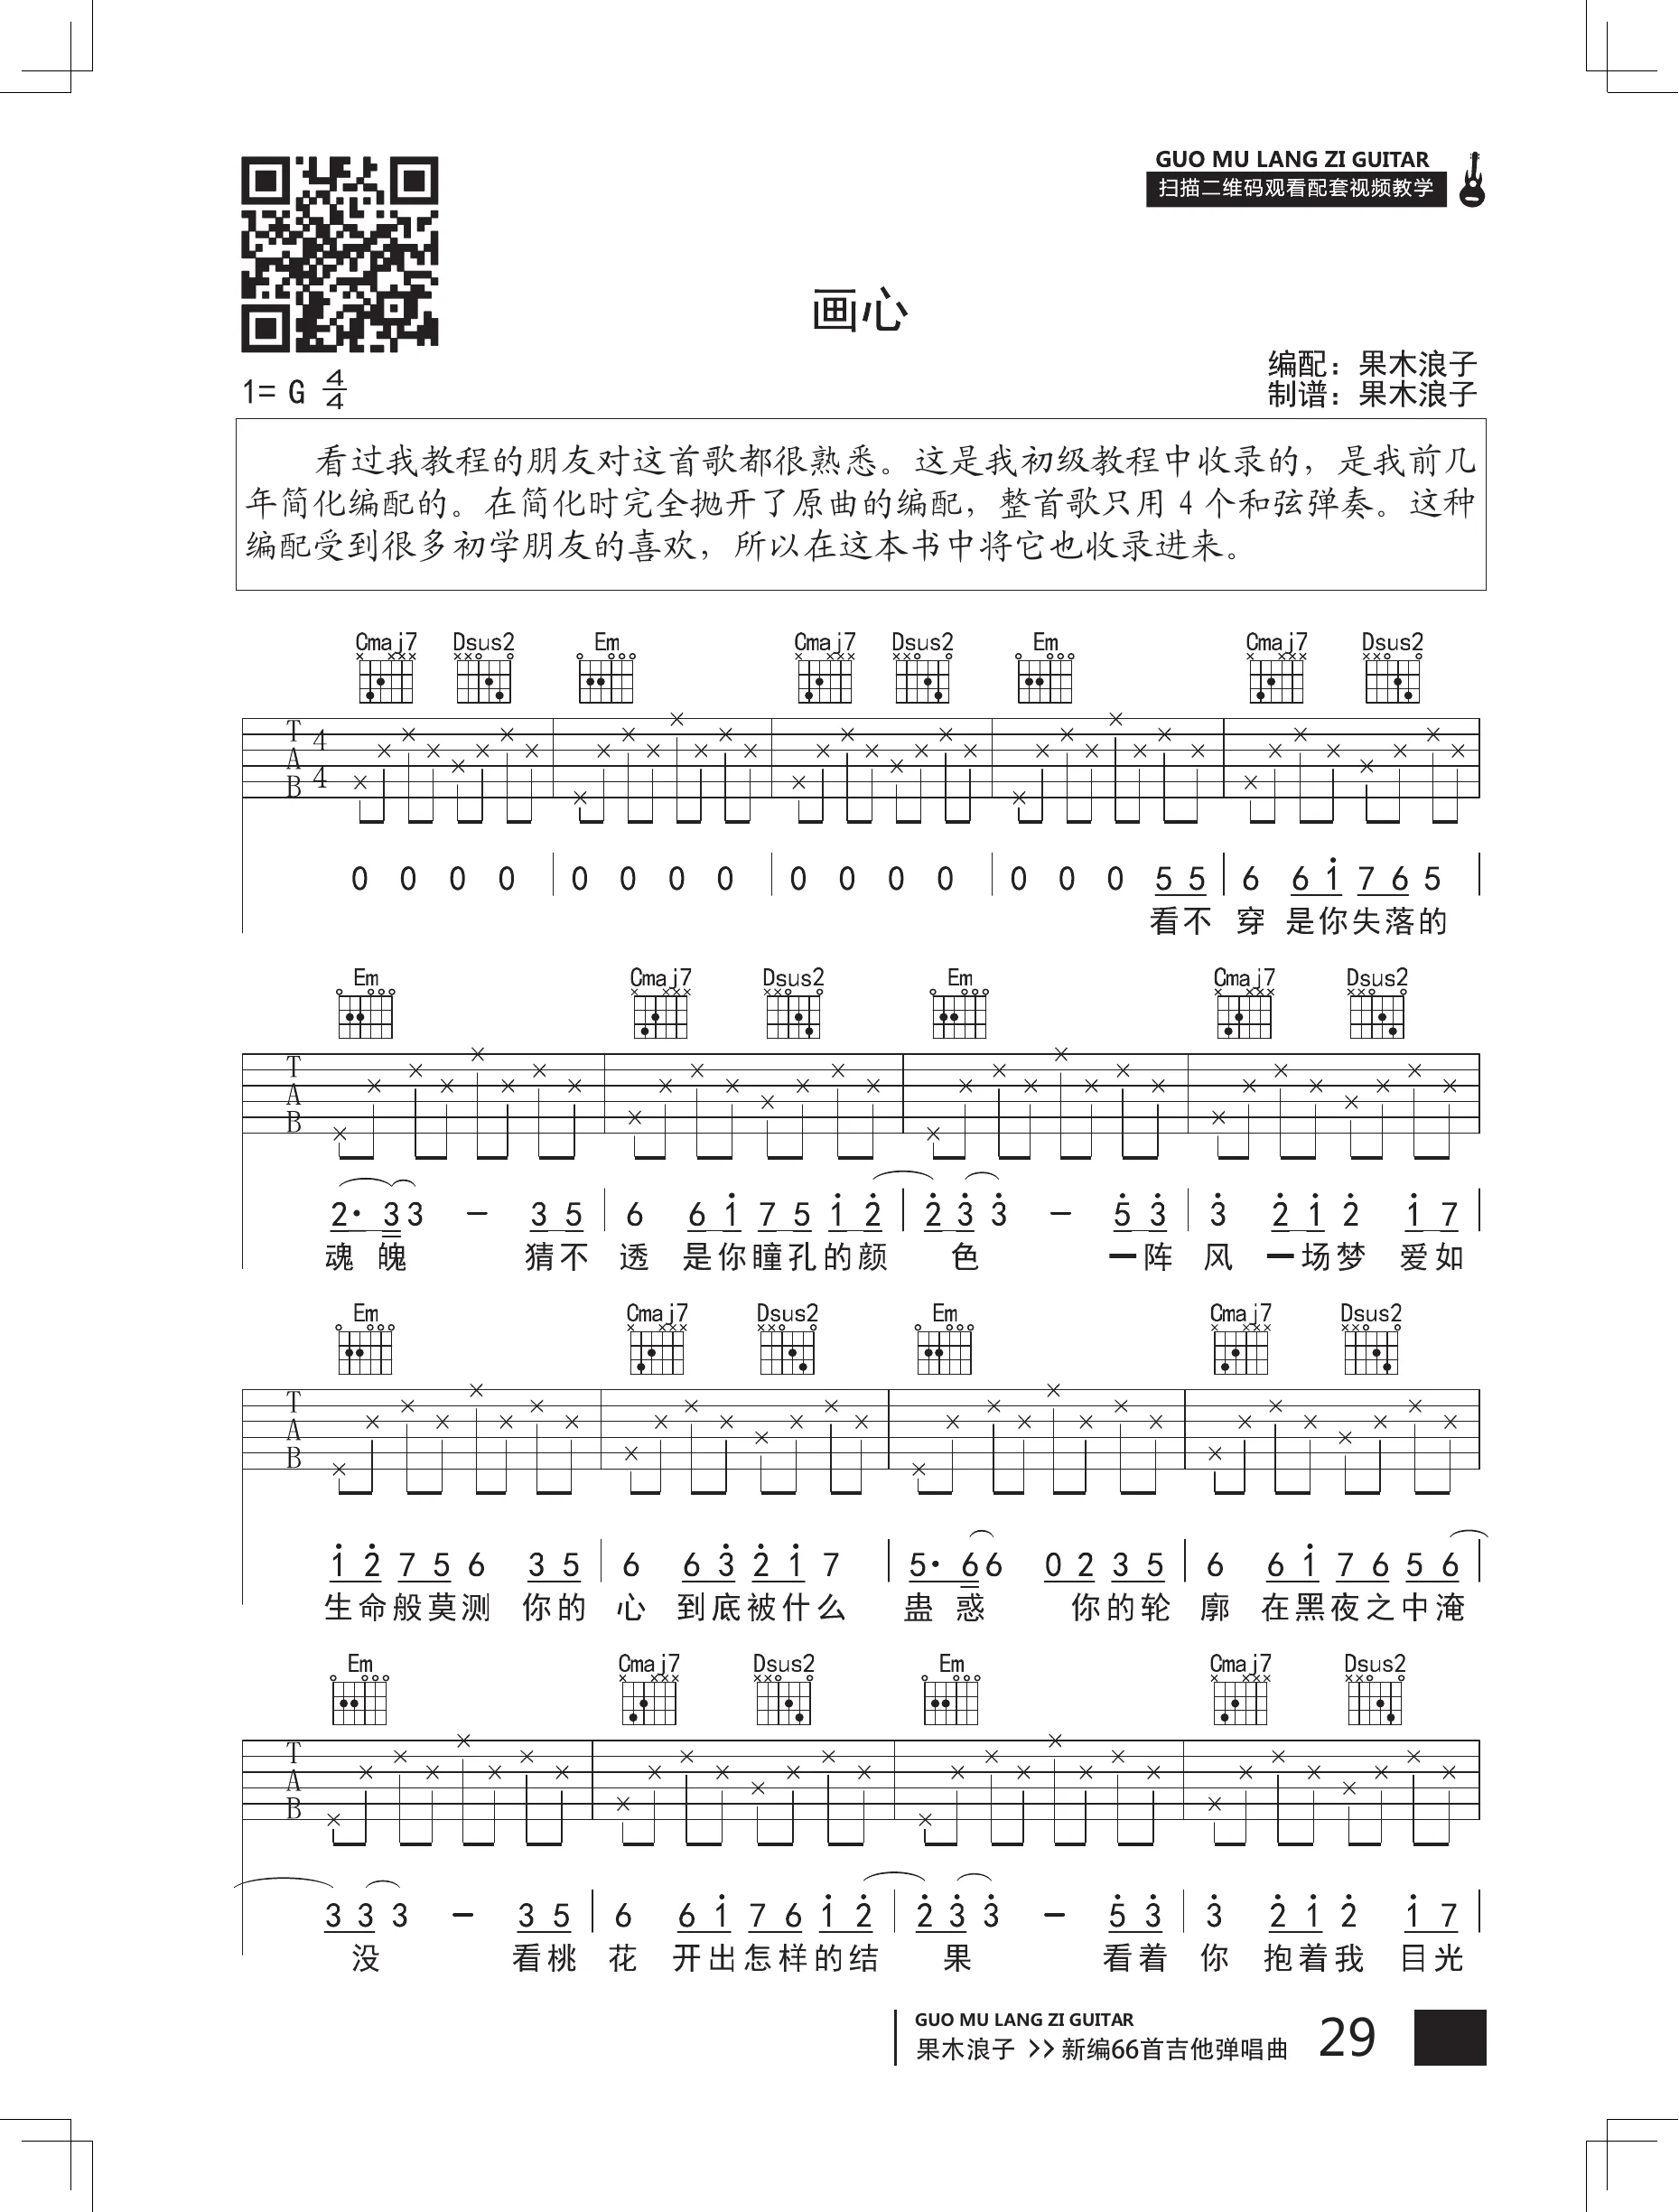 GUO MU LANG ZI GUITAR
扫描二维码观看配套视频教学
画心
编配：果木浪子
1= G 4/4
制谱：果木浪子
看过我教程的朋友对这首歌都很熟悉。这是我初级教程中收录的，是我前几
年简化编配的。在简化时完全抛开了原曲的编配，整首歌只用 4 个和弦弹奏。这种
编配受到很多初学朋友的喜欢，所以在这本书中将它也收录进来。
Cmaj7 Dsus2 Em Cmaj7 Dsus2 Em Cmaj7 Dsus2
T A B 4 4
0 0 0 0 | 0 0 0 0 | 0 0 0 0 | 0 0 0 5 5 | 6 6 i 7 6 5 |
看不 穿 是你失落的
Em Cmaj7 Dsus2 Em Cmaj7 Dsus2
T A B
2· 3 3 － 3 5 | 6 6 i 7 5 i 2̇ | 2̇ 3̇ 3̇ － 5̇ 3̇ | 3̇ 2̇ i 2̇ i 7 |
魂 魄 猜不 透 是你瞳孔的颜 色 一阵 风 一场梦 爱如
Em Cmaj7 Dsus2 Em Cmaj7 Dsus2
T A B
i 2̇ 7 5 6 3 5 | 6 6 3̇ 2̇ i 7 | 5· 6 6 0 2 3 5 | 6 6 i 7 6 5 6 |
生命般莫测 你的 心 到底被什么 蛊 惑 你的轮 廓 在黑夜之中淹
Em Cmaj7 Dsus2 Em Cmaj7 Dsus2
T A B
3 3 3 － 3 5 | 6 6 i 7 6 i 2̇ | 2̇ 3̇ 3̇ － 5̇ 3̇ | 3̇ 2̇ i 2̇ i 7 |
没 看桃 花 开出怎样的结 果 看着 你 抱着我 目光
GUO MU LANG ZI GUITAR
果木浪子 >> 新编66首吉他弹唱曲 29